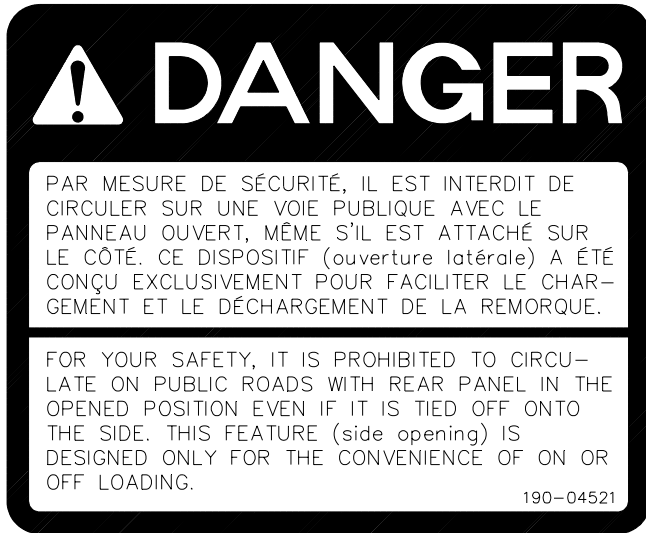 DANGER
PAR MESURE DE SÉCURITÉ, IL EST INTERDIT DE
CIRCULER SUR UNE VOIE PUBLIQUE AVEC LE
PANNEAU OUVERT, MÊME S'IL EST ATTACHÉ SUR
LE CÔTÉ. CE DISPOSITIF (ouverture latérale) A ÉTÉ
CONÇU EXCLUSIVEMENT POUR FACILITER LE CHAR-
GEMENT ET LE DÉCHARGEMENT DE LA REMORQUE.
FOR YOUR SAFETY, IT IS PROHIBITED TO CIRCU-
LATE ON PUBLIC ROADS WITH REAR PANEL IN THE
OPENED POSITION EVEN IF IT IS TIED OFF ONTO
THE SIDE. THIS FEATURE (side opening) IS
DESIGNED ONLY FOR THE CONVENIENCE OF ON OR
OFF LOADING.
190-04521